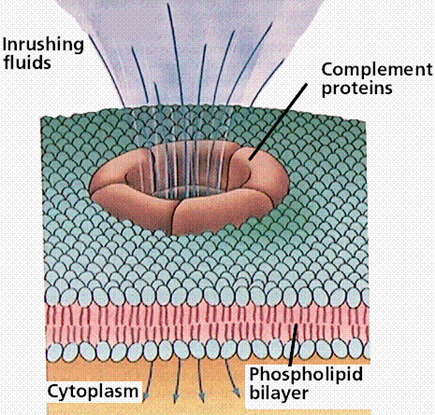 Inrushing
fluids
Complement
proteins
Cytoplasm
Phospholipid
bilayer